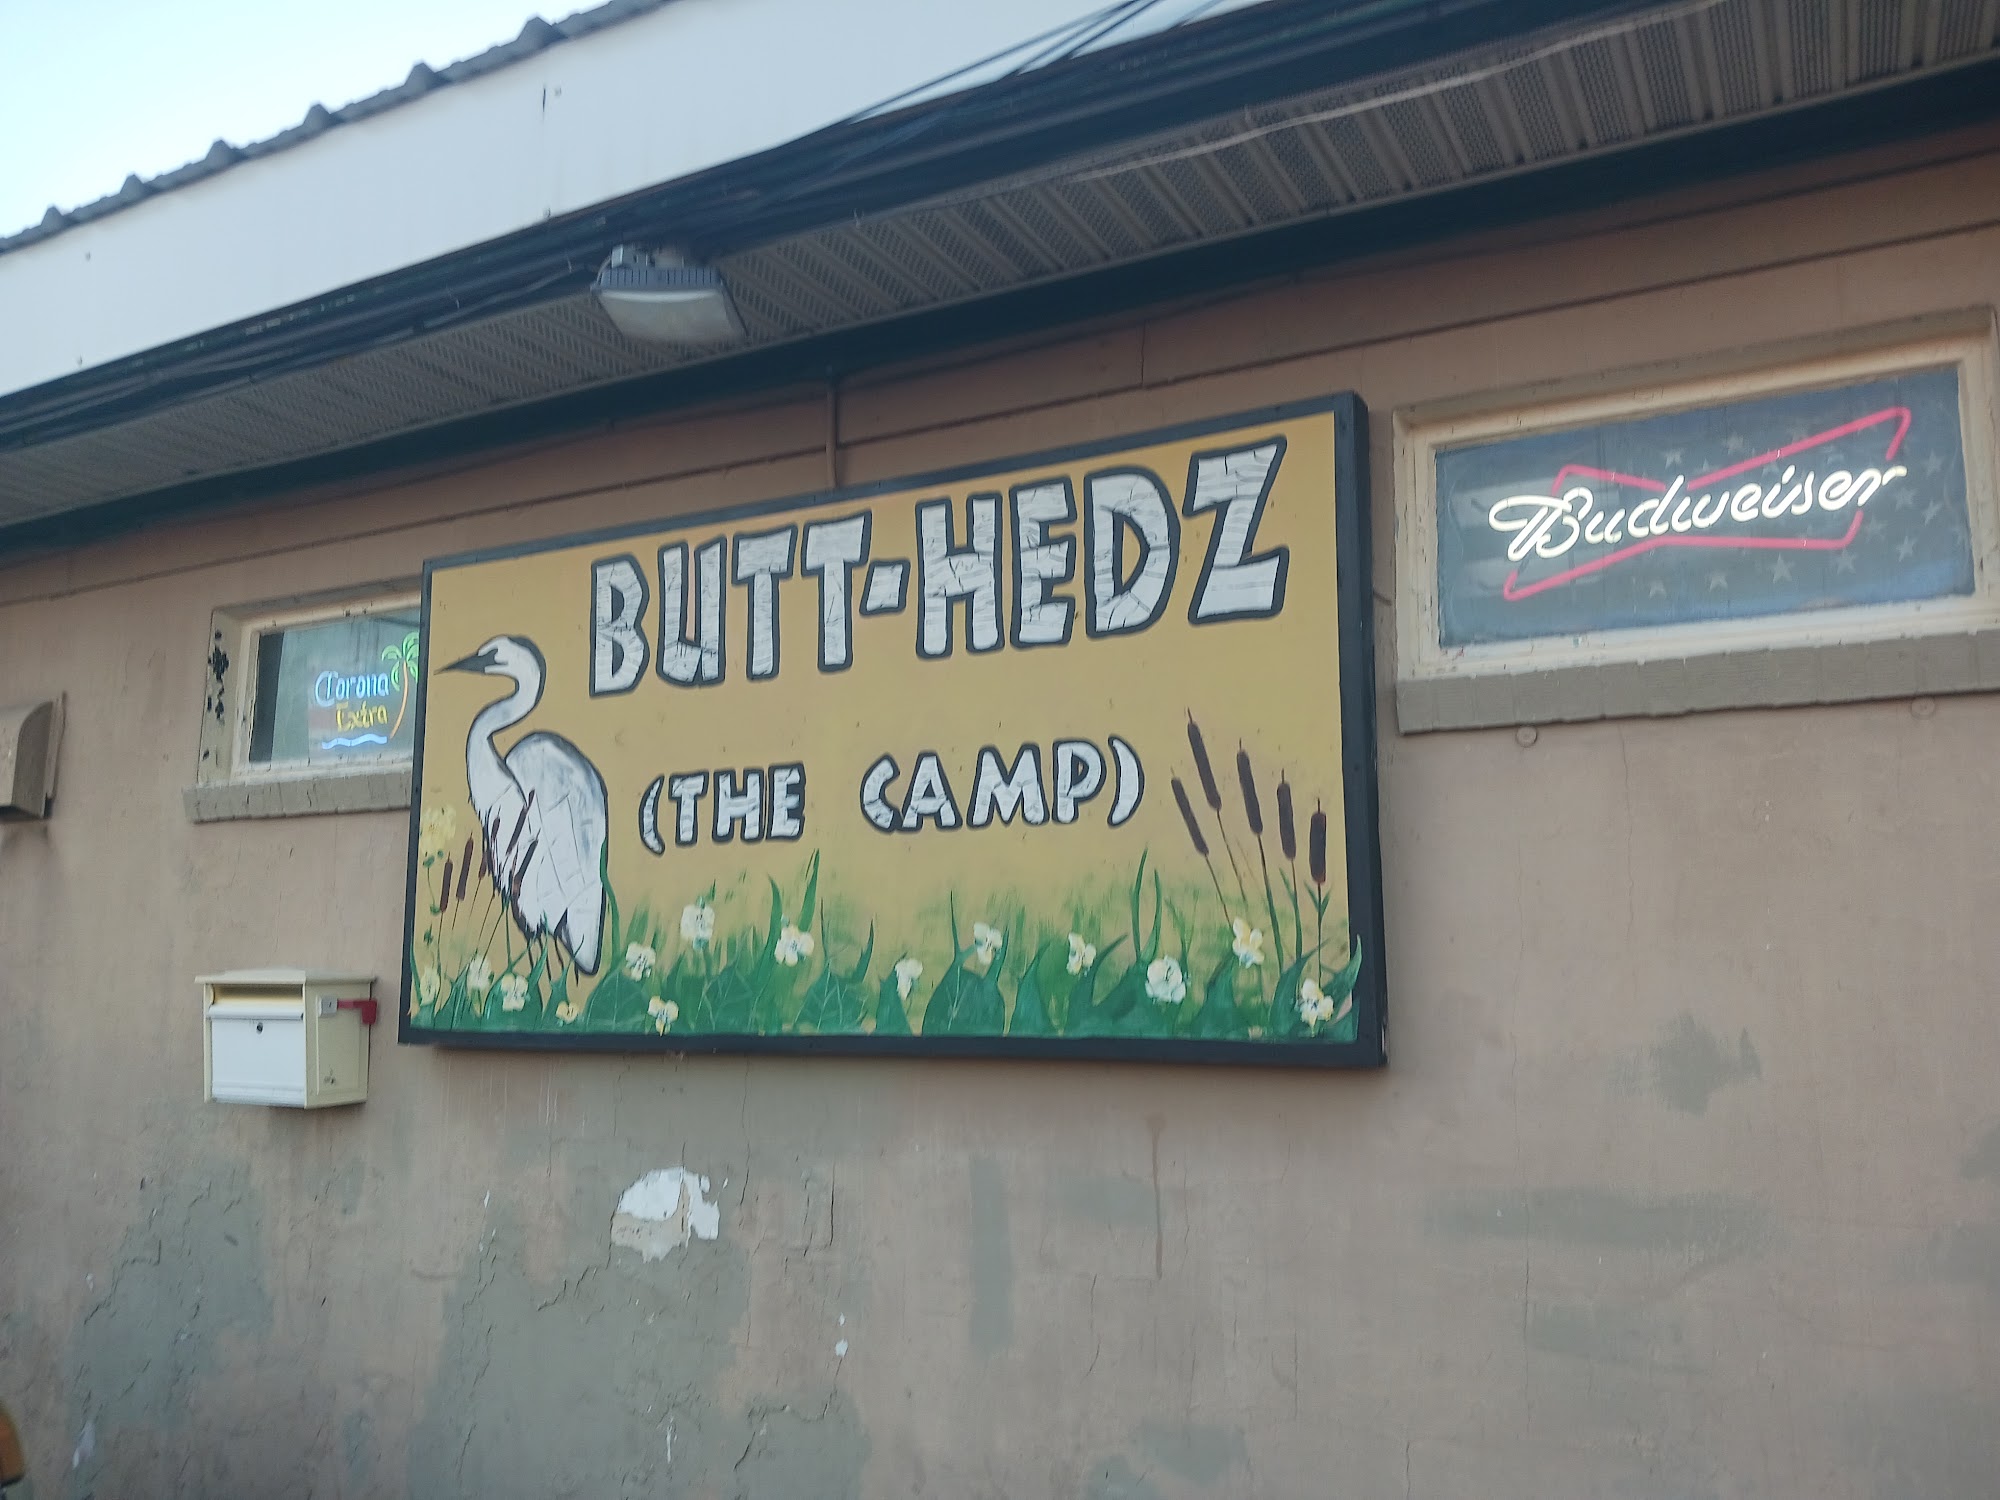 BUTT-HEDZ
(THE CAMP)
Corona
Extra
Budweiser